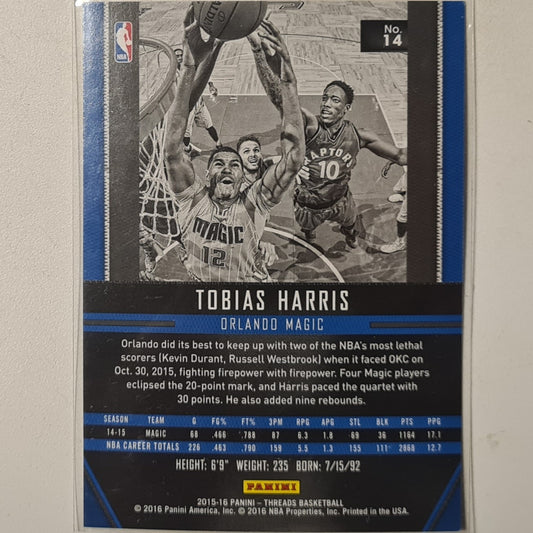 No.
14
NBA
SPALDING
RAPTORS
10
MAGIC
12
TOBIAS HARRIS
ORLANDO MAGIC
Orlando did its best to keep up with two of the NBA's most lethal
scorers (Kevin Durant, Russell Westbrook) when it faced OKC on
Oct. 30, 2015, fighting firepower with firepower. Four Magic players
eclipsed the 20-point mark, and Harris paced the quartet with
30 points. He also added nine rebounds.
SEASON TEAM G FG% FT% 3PM RPG APG STL BLK PTS PPG
14-15 MAGIC 68 .466 .788 87 6.3 1.8 69 36 1164 17.1
NBA CAREER TOTALS 226 .463 .790 159 5.5 1.3 155 111 2868 12.7
HEIGHT: 6'9" WEIGHT: 235 BORN: 7/15/92
PANINI
2015-16 PANINI – THREADS BASKETBALL
© 2016 Panini America, Inc. © 2016 NBA Properties, Inc. Printed in the USA.